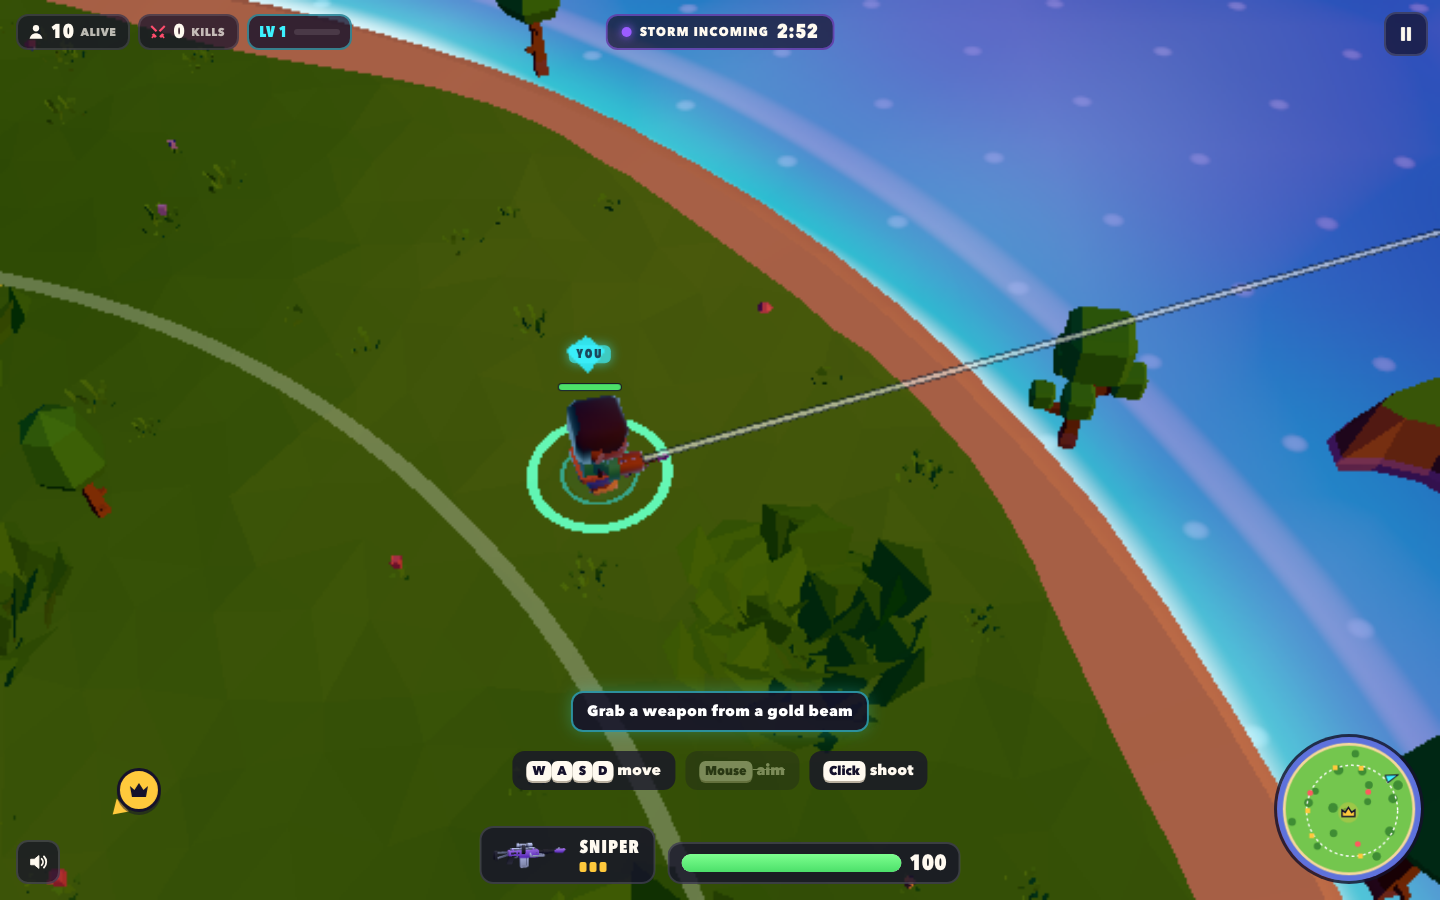 10 ALIVE
0 KILLS
LV 1
STORM INCOMING 2:52
YOU
Grab a weapon from a gold beam
W A S D move
Mouse aim
Click shoot
SNIPER
100